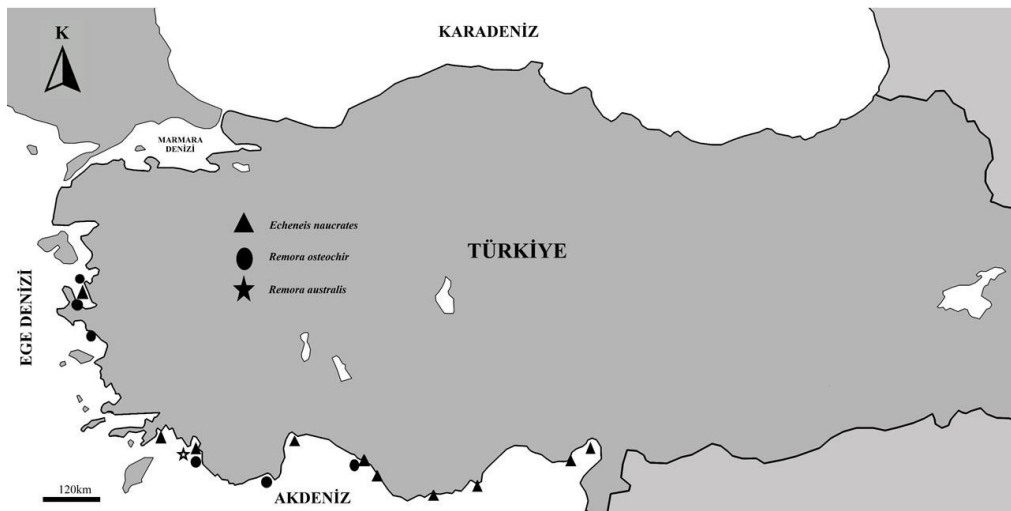 K
KARADENİZ
MARMARA
DENİZİ
Echeneis naucrates
Remora osteochir
Remora australis
TÜRKİYE
EGE DENİZİ
120km
AKDENİZ